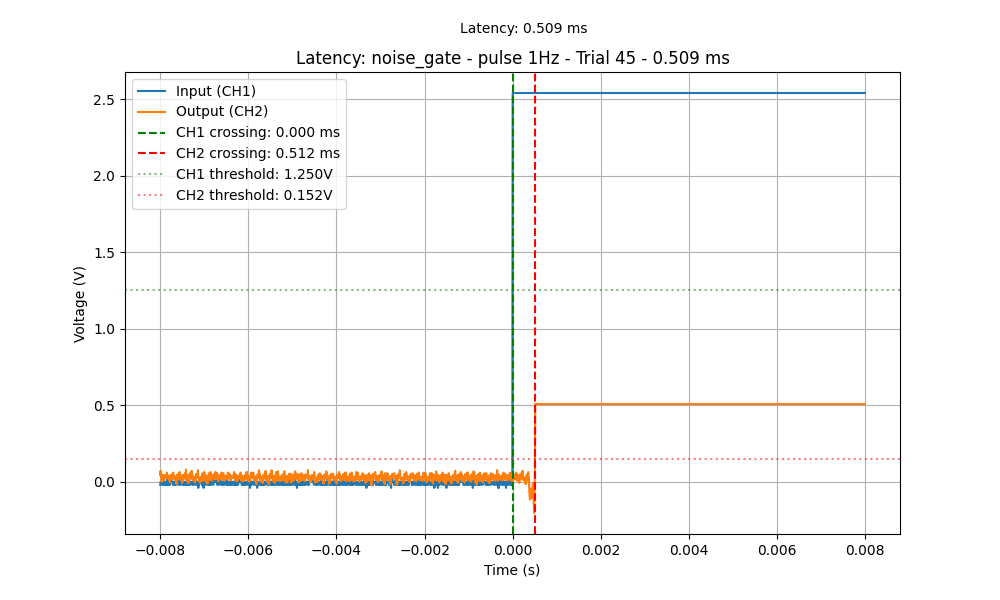 Latency: 0.509 ms
Latency: noise_gate - pulse 1Hz - Trial 45 - 0.509 ms
Input (CH1)
Output (CH2)
CH1 crossing: 0.000 ms
CH2 crossing: 0.512 ms
CH1 threshold: 1.250V
CH2 threshold: 0.152V
Voltage (V)
2.5
2.0
1.5
1.0
0.5
0.0
−0.008 −0.006 −0.004 −0.002 0.000 0.002 0.004 0.006 0.008
Time (s)